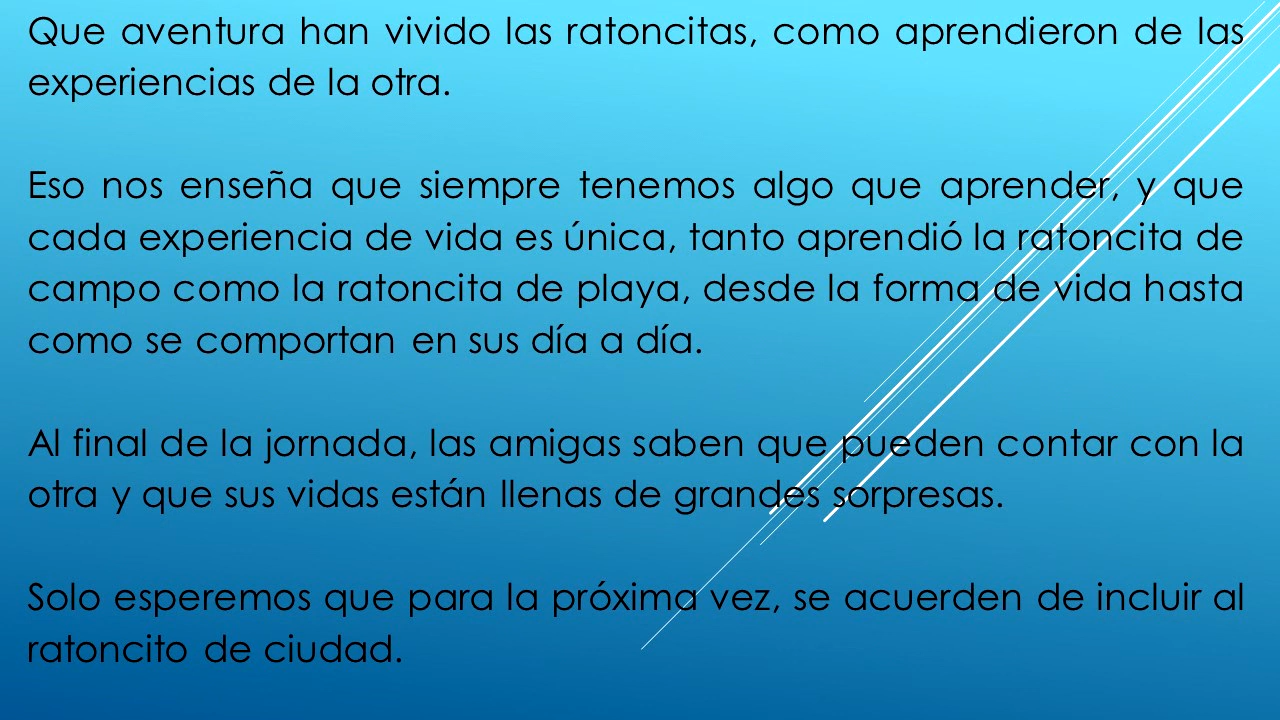 Que aventura han vivido las ratoncitas, como aprendieron de las
experiencias de la otra.
Eso nos enseña que siempre tenemos algo que aprender, y que
cada experiencia de vida es única, tanto aprendió la ratoncita de
campo como la ratoncita de playa, desde la forma de vida hasta
como se comportan en sus día a día.
Al final de la jornada, las amigas saben que pueden contar con la
otra y que sus vidas están llenas de grandes sorpresas.
Solo esperemos que para la próxima vez, se acuerden de incluir al
ratoncito de ciudad.